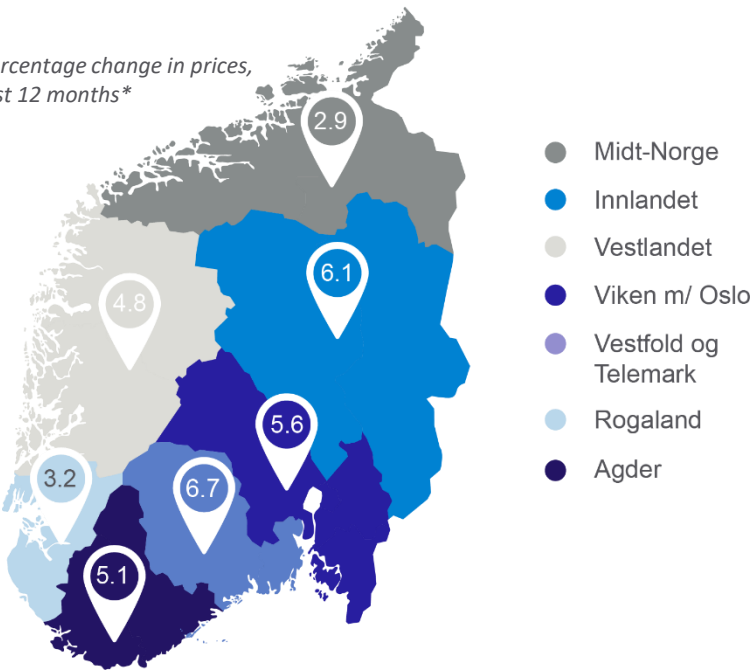 rcentage change in prices,
st 12 months*
2.9
Midt-Norge
Innlandet
Vestlandet
Viken m/ Oslo
Vestfold og
Telemark
Rogaland
Agder
6.1
4.8
5.6
3.2
6.7
5.1